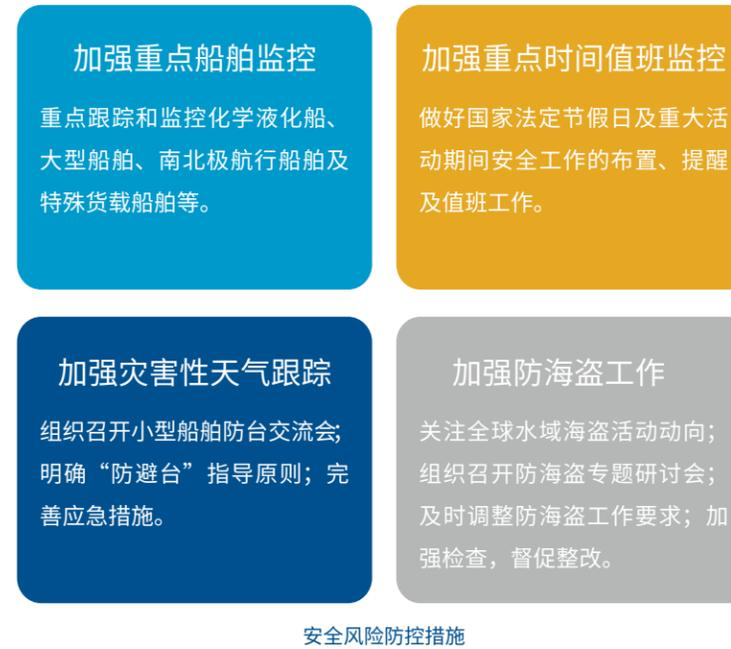 加强重点船舶监控
重点跟踪和监控化学液化船、
大型船舶、南北极航行船舶及
特殊货载船舶等。
加强重点时间值班监控
做好国家法定节假日及重大活
动期间安全工作的布置、提醒
及值班工作。
加强灾害性天气跟踪
组织召开小型船舶防台交流会;
明确“防避台”指导原则；完
善应急措施。
加强防海盗工作
关注全球水域海盗活动动向；
组织召开防海盗专题研讨会；
及时调整防海盗工作要求；加
强检查，督促整改。
安全风险防控措施